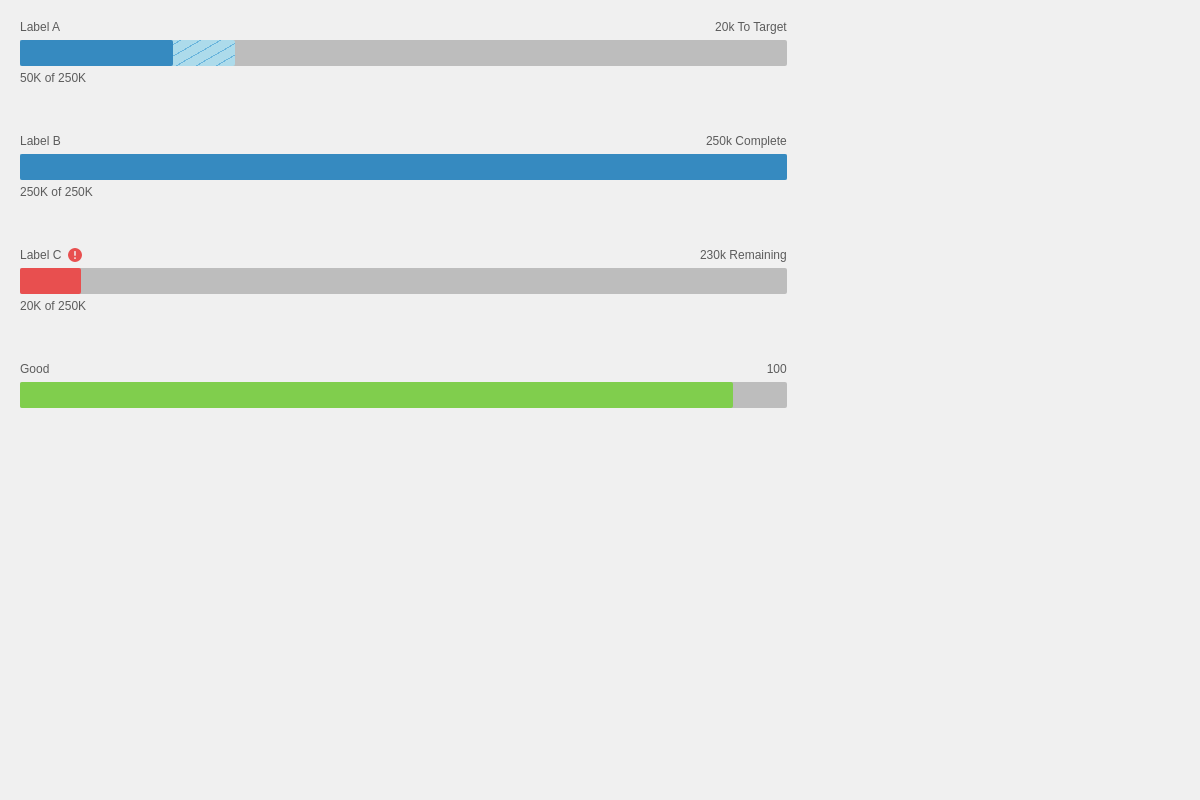 Label A 20k To Target
50K of 250K
Label B 250k Complete
250K of 250K
Label C 230k Remaining
20K of 250K
Good 100